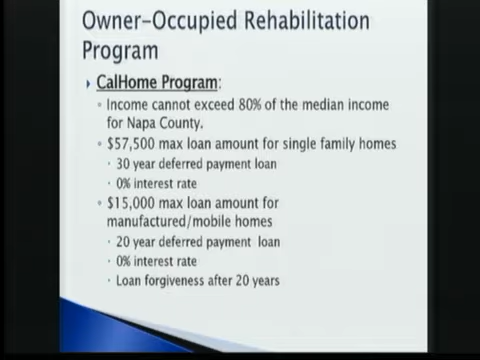 Owner-Occupied Rehabilitation
Program
CalHome Program:
Income cannot exceed 80% of the median income
for Napa County.
$57,500 max loan amount for single family homes
30 year deferred payment loan
0% interest rate
$15,000 max loan amount for
manufactured/mobile homes
20 year deferred payment loan
0% interest rate
Loan forgiveness after 20 years